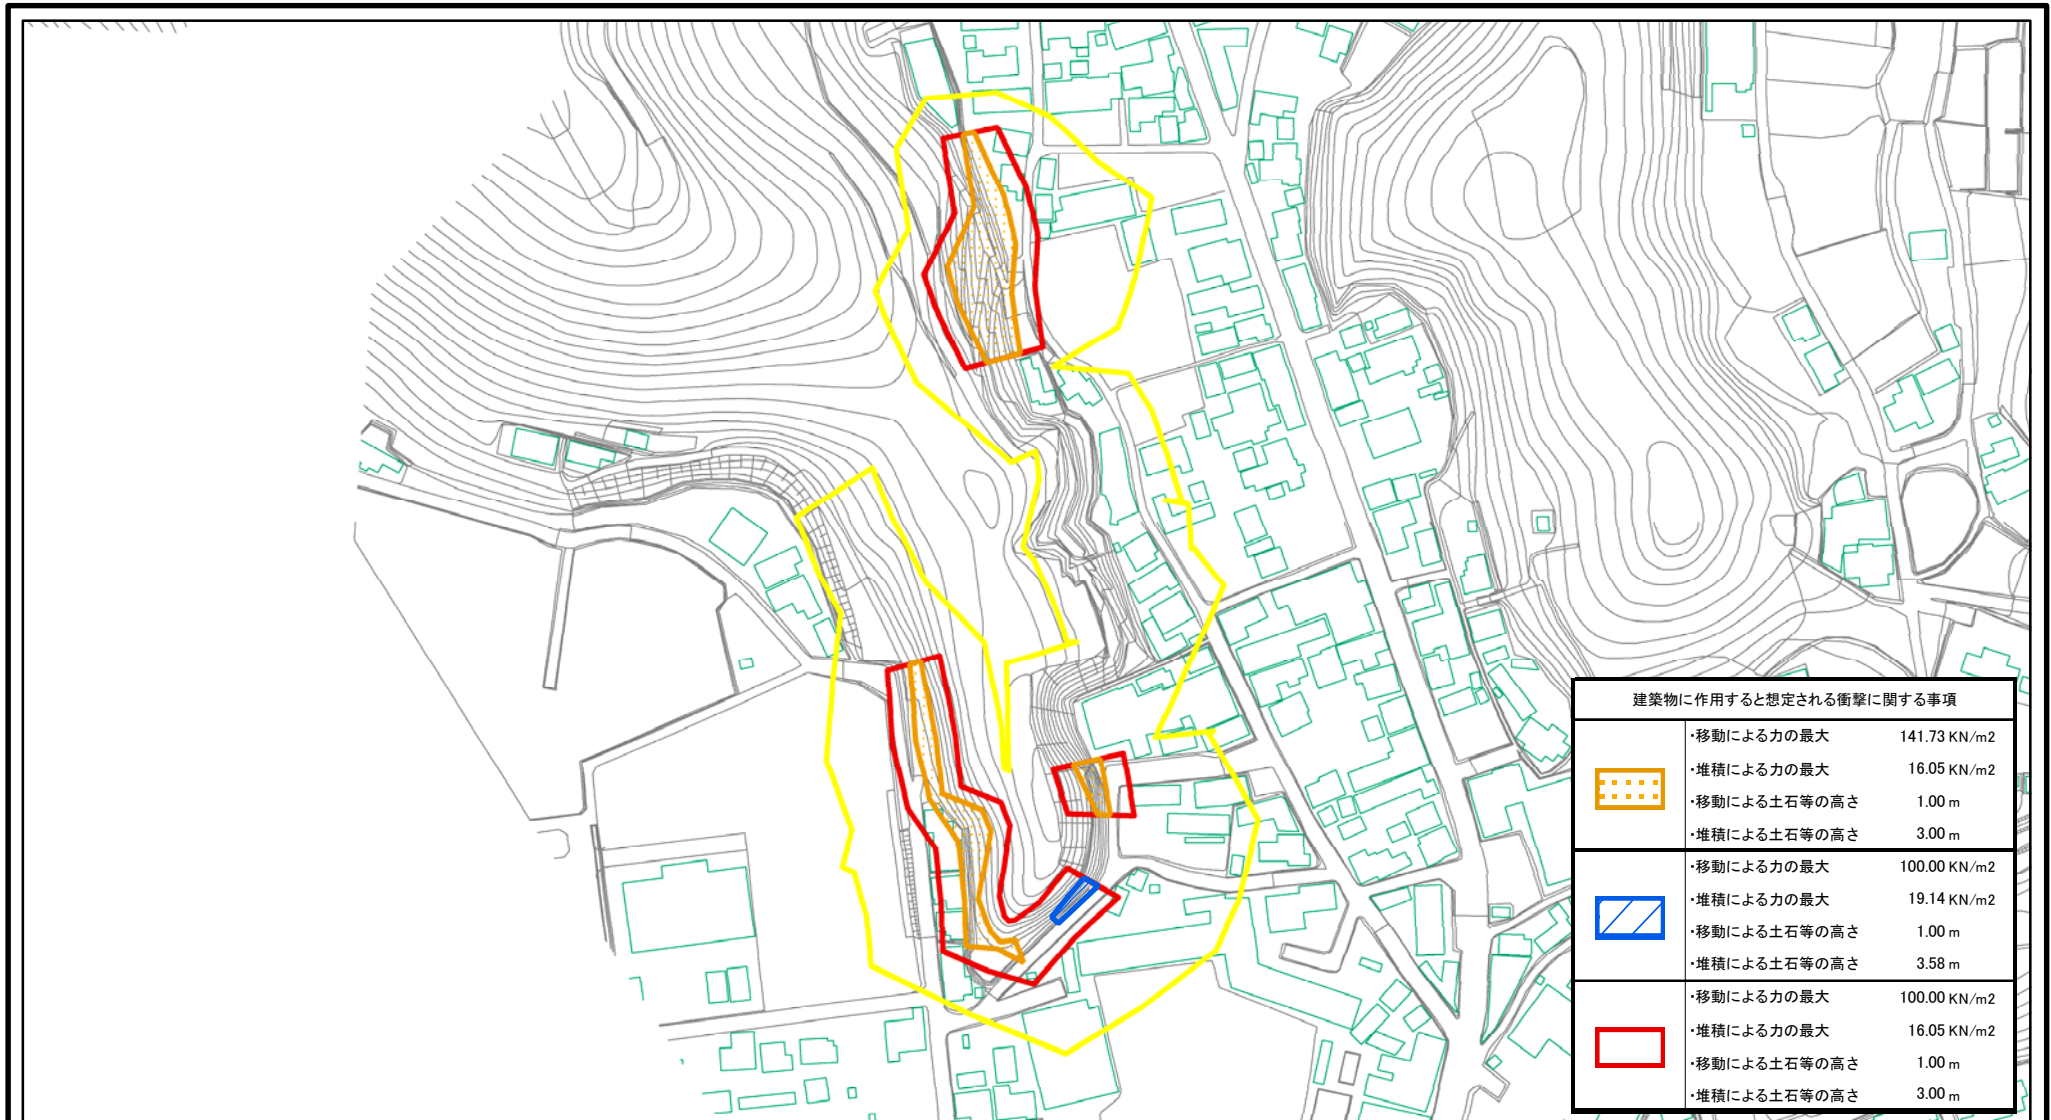 建築物に作用すると想定される衝撃に関する事項
・移動による力の最大 141.73 KN/m2
・堆積による力の最大 16.05 KN/m2
・移動による土石等の高さ 1.00 m
・堆積による土石等の高さ 3.00 m
・移動による力の最大 100.00 KN/m2
・堆積による力の最大 19.14 KN/m2
・移動による土石等の高さ 1.00 m
・堆積による土石等の高さ 3.58 m
・移動による力の最大 100.00 KN/m2
・堆積による力の最大 16.05 KN/m2
・移動による土石等の高さ 1.00 m
・堆積による土石等の高さ 3.00 m